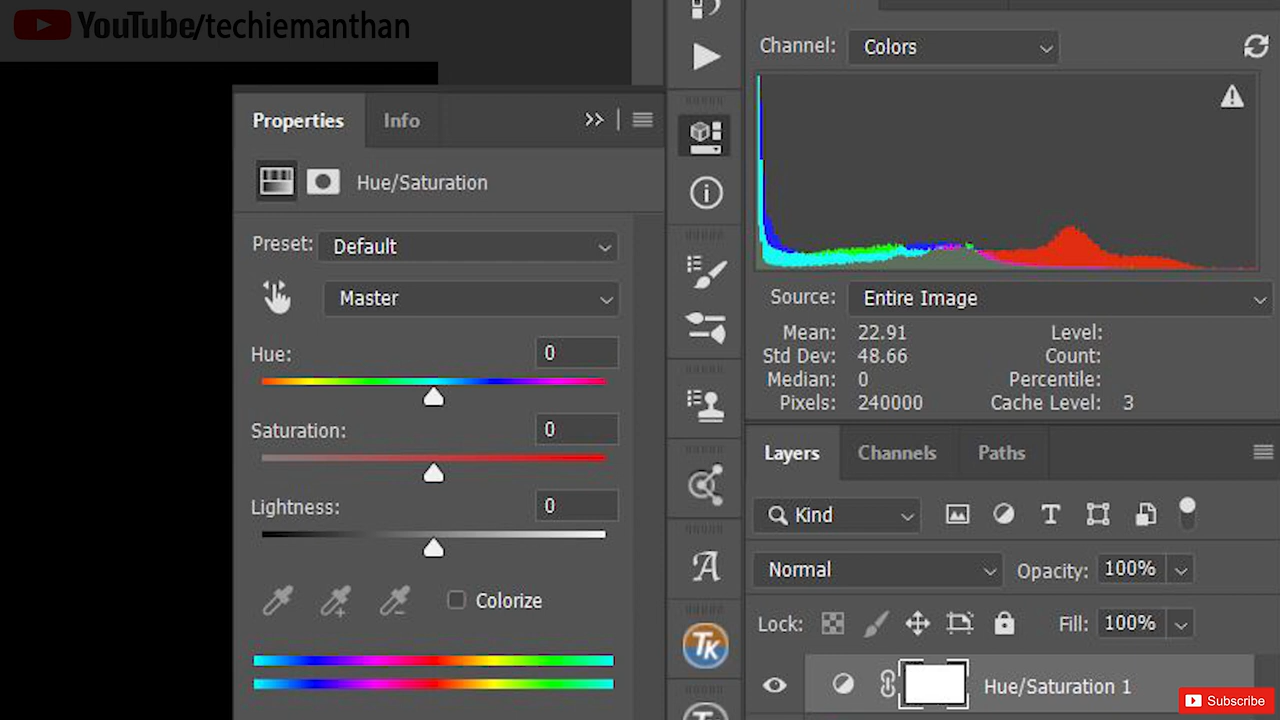 YouTube/techiemanthan
Properties Info
Hue/Saturation
Preset: Default
Master
Hue: 0
Saturation: 0
Lightness: 0
Colorize
Channel: Colors
Source: Entire Image
Mean: 22.91 Level:
Std Dev: 48.66 Count:
Median: 0 Percentile:
Pixels: 240000 Cache Level: 3
Layers Channels Paths
Kind
Normal Opacity: 100%
Lock: Fill: 100%
Hue/Saturation 1
Subscribe
A
TK